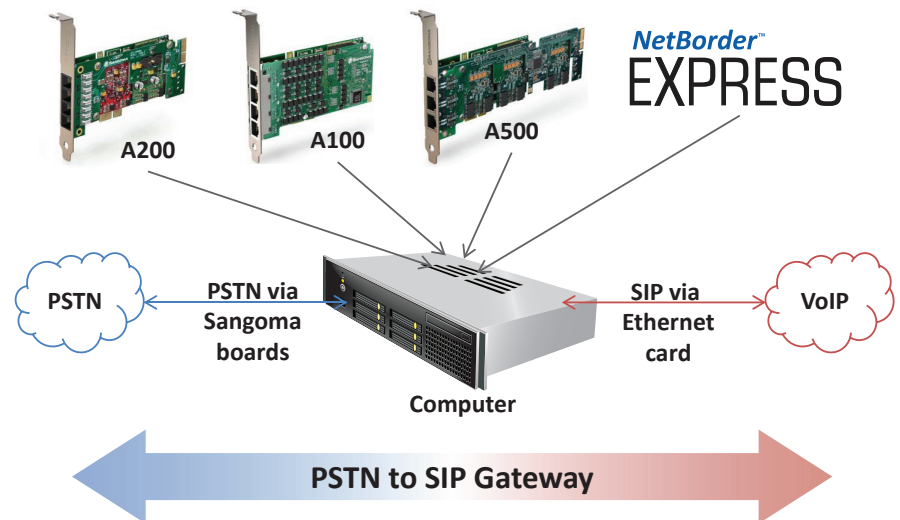 NetBorder™
EXPRESS
A200
A100
A500
PSTN
PSTN via
Sangoma
boards
SIP via
Ethernet
card
VoIP
Computer
PSTN to SIP Gateway